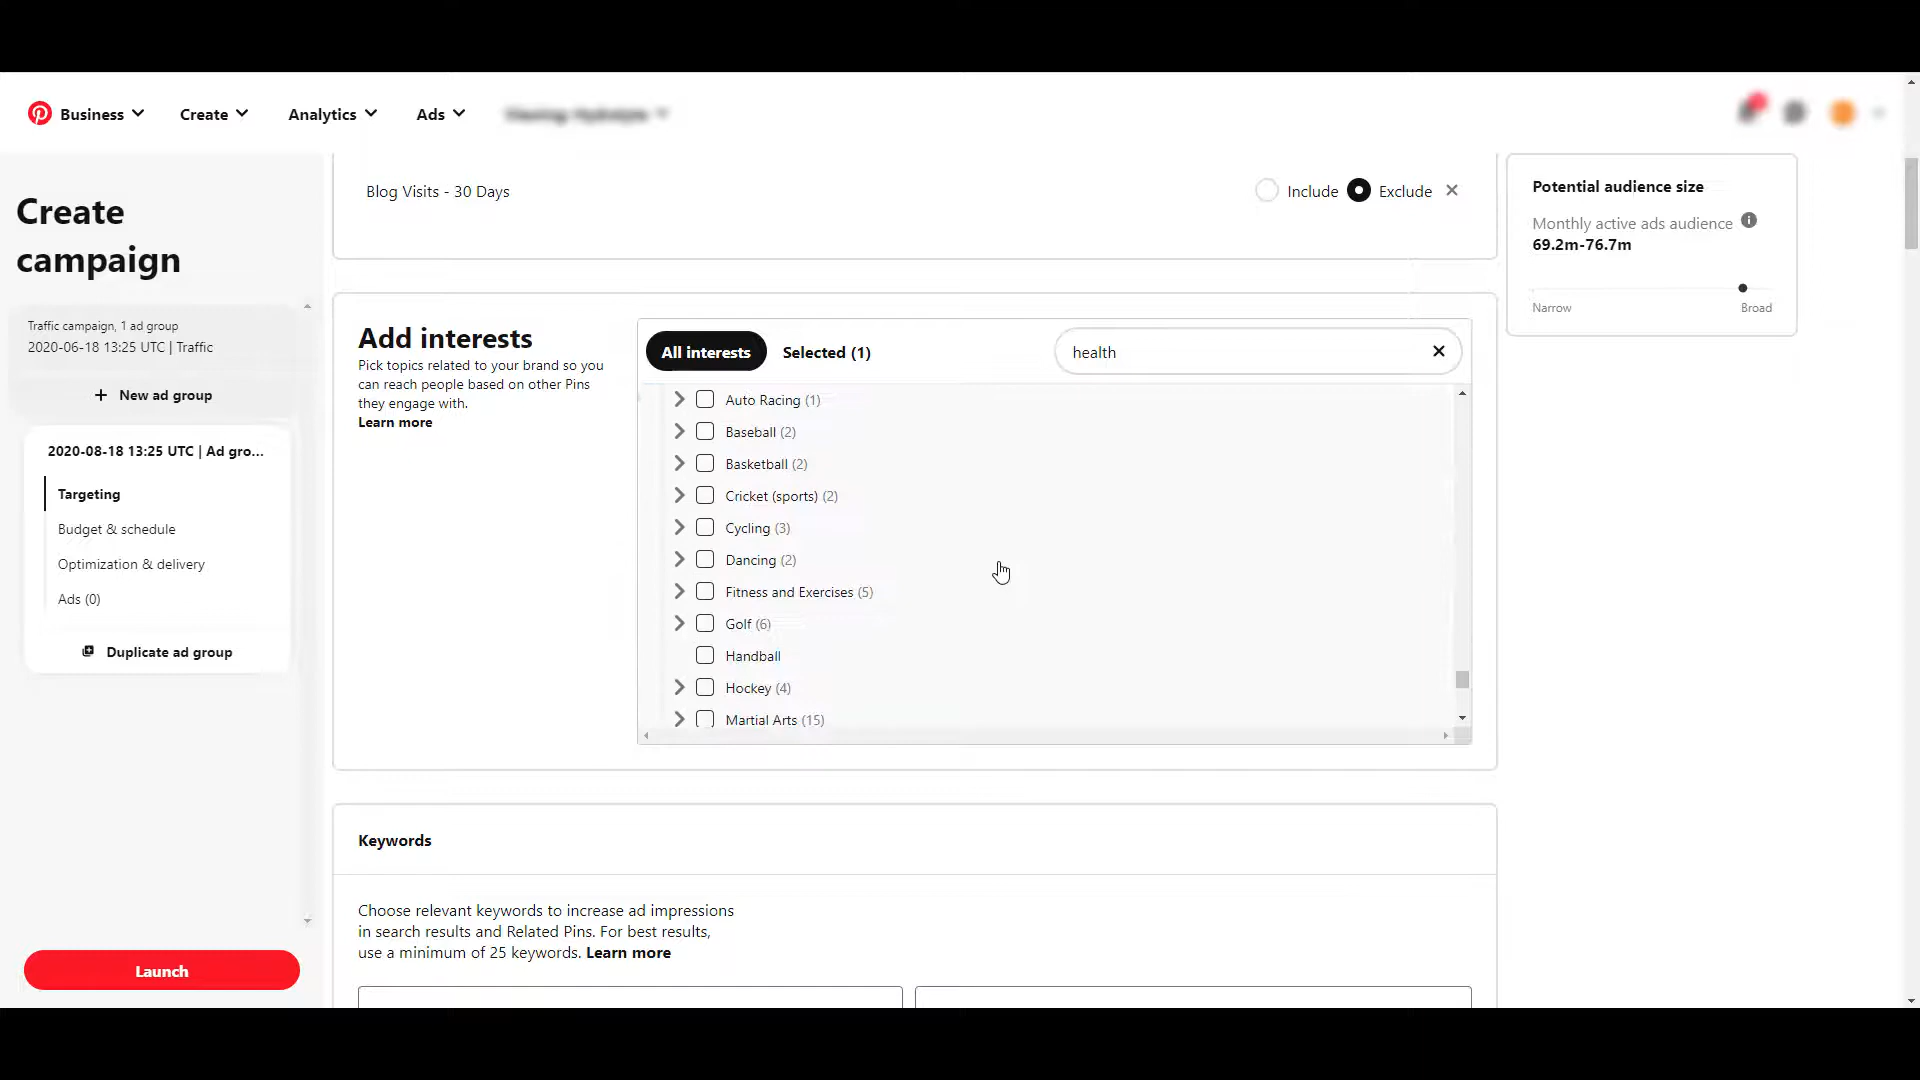 Business
Create
Analytics
Ads
Create
campaign
Traffic campaign, 1 ad group
2020-06-18 13:25 UTC | Traffic
+ New ad group
2020-08-18 13:25 UTC | Ad gro...
Targeting
Budget & schedule
Optimization & delivery
Ads (0)
Duplicate ad group
Launch
Blog Visits - 30 Days
Include
Exclude
Add interests
Pick topics related to your brand so you
can reach people based on other Pins
they engage with.
Learn more
All interests
Selected (1)
health
Auto Racing (1)
Baseball (2)
Basketball (2)
Cricket (sports) (2)
Cycling (3)
Dancing (2)
Fitness and Exercises (5)
Golf (6)
Handball
Hockey (4)
Martial Arts (15)
Keywords
Choose relevant keywords to increase ad impressions
in search results and Related Pins. For best results,
use a minimum of 25 keywords. Learn more
Potential audience size
Monthly active ads audience
69.2m-76.7m
Narrow
Broad